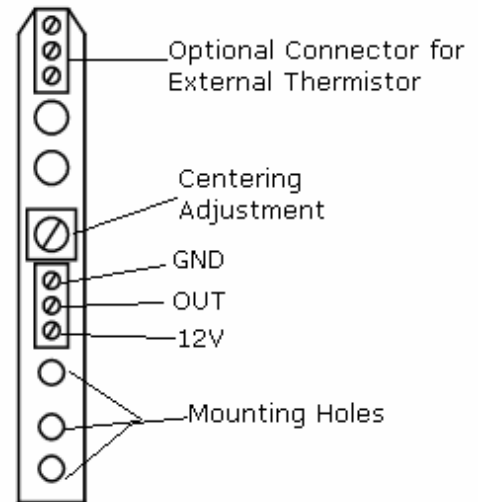 Optional Connector for
External Thermistor
Centering
Adjustment
GND
OUT
12V
Mounting Holes